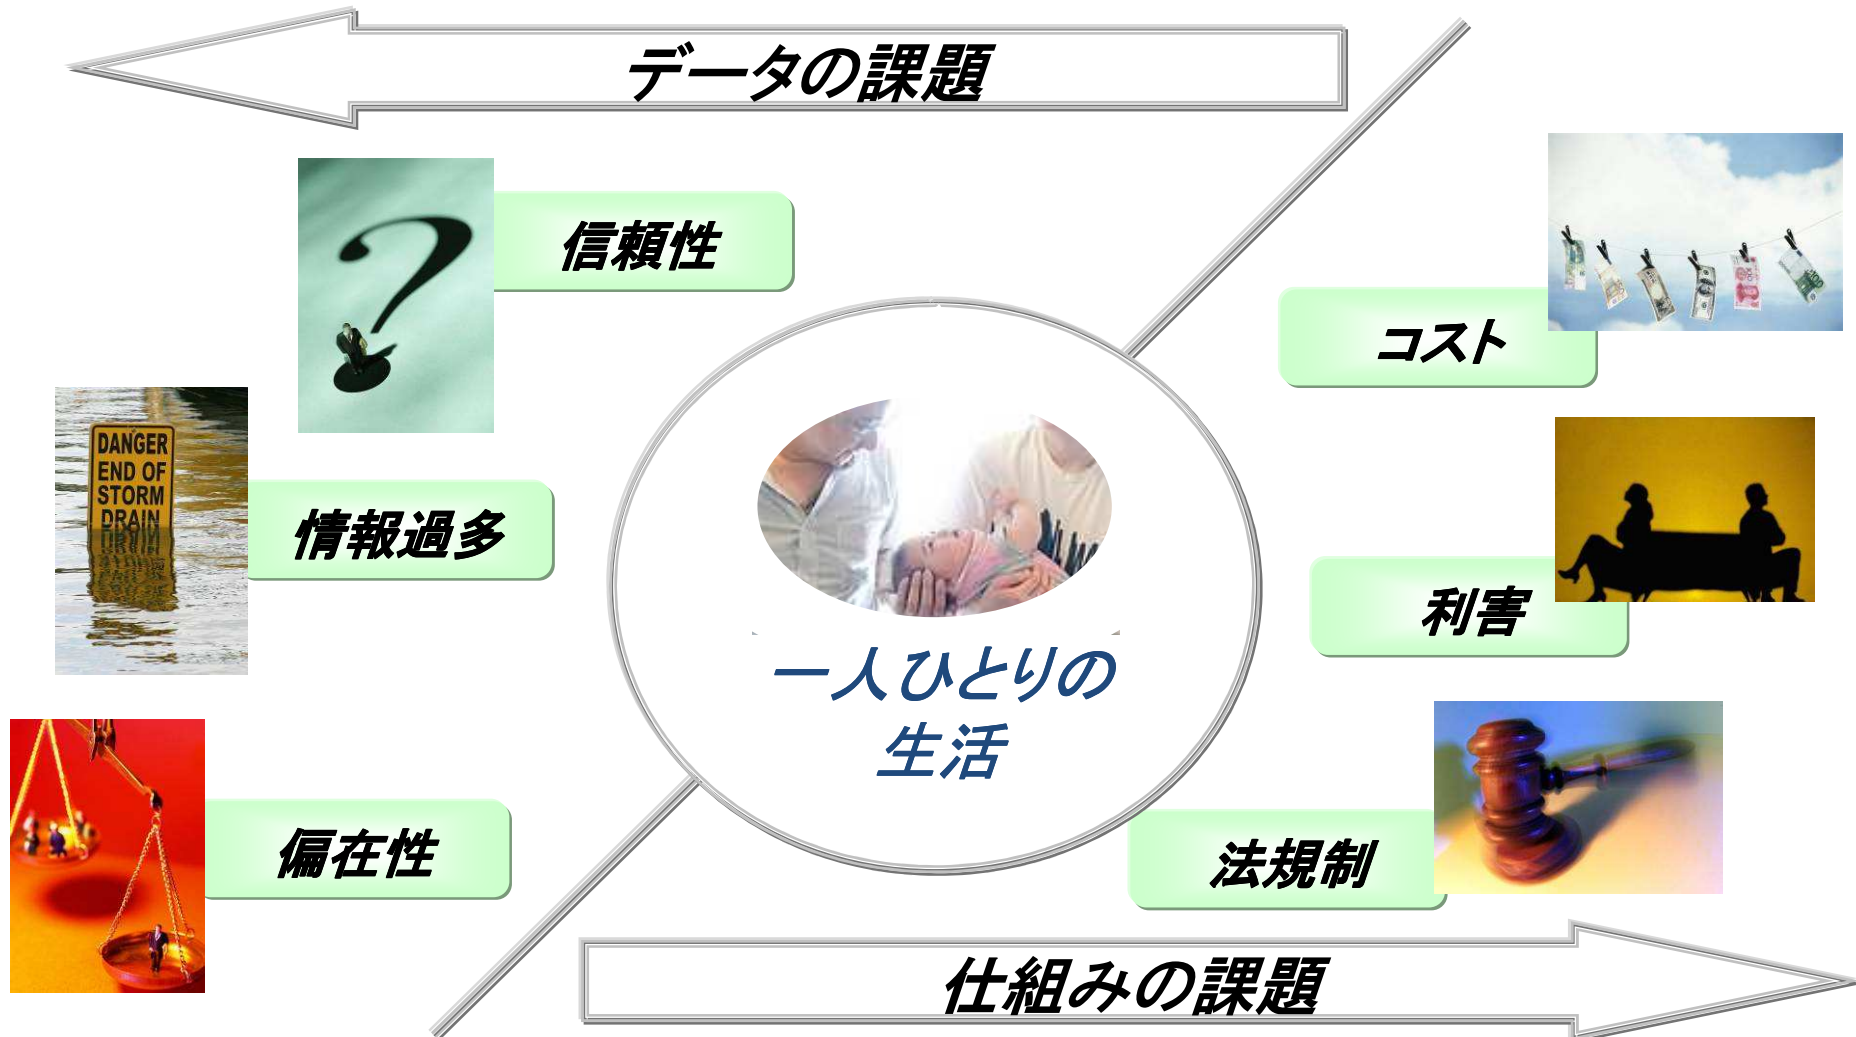 データの課題
信頼性
コスト
DANGER
END OF
STORM
DRAIN
情報過多
利害
一人ひとりの
生活
偏在性
法規制
仕組みの課題